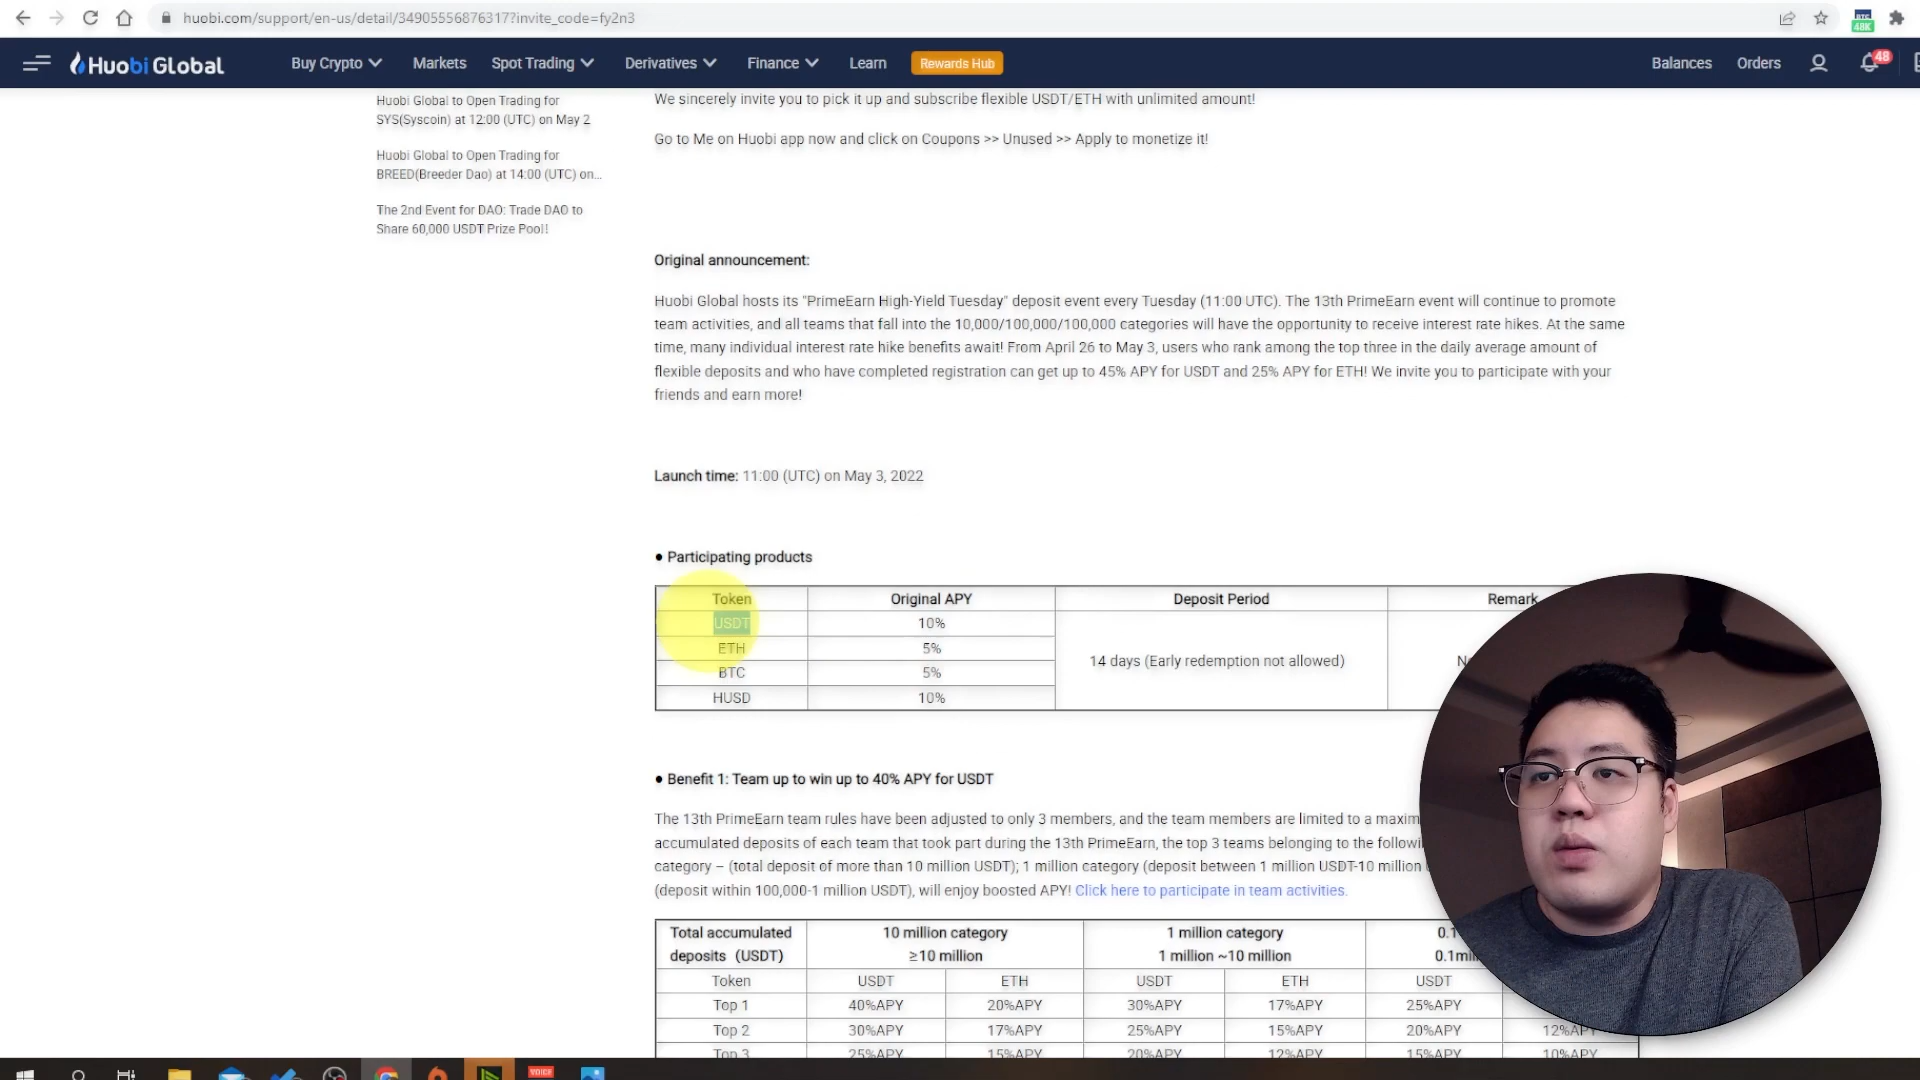 huobi.com/support/en-us/detail/34905556876317?invite_code=fy2n3
BTC
48K
Huobi Global
Buy Crypto
Markets
Spot Trading
Derivatives
Finance
Learn
Rewards Hub
Balances
Orders
48
Huobi Global to Open Trading for
SYS(Syscoin) at 12:00 (UTC) on May 2
Huobi Global to Open Trading for
BREED(Breeder Dao) at 14:00 (UTC) on...
The 2nd Event for DAO: Trade DAO to
Share 60,000 USDT Prize Pool!
We sincerely invite you to pick it up and subscribe flexible USDT/ETH with unlimited amount!
Go to Me on Huobi app now and click on Coupons >> Unused >> Apply to monetize it!
Original announcement:
Huobi Global hosts its "PrimeEarn High-Yield Tuesday" deposit event every Tuesday (11:00 UTC). The 13th PrimeEarn event will continue to promote
team activities, and all teams that fall into the 10,000/100,000/100,000 categories will have the opportunity to receive interest rate hikes. At the same
time, many individual interest rate hike benefits await! From April 26 to May 3, users who rank among the top three in the daily average amount of
flexible deposits and who have completed registration can get up to 45% APY for USDT and 25% APY for ETH! We invite you to participate with your
friends and earn more!
Launch time: 11:00 (UTC) on May 3, 2022
● Participating products
Token Original APY Deposit Period Remark
USDT 10%
ETH 5%
14 days (Early redemption not allowed)
BTC 5%
HUSD 10%
● Benefit 1: Team up to win up to 40% APY for USDT
The 13th PrimeEarn team rules have been adjusted to only 3 members, and the team members are limited to a
accumulated deposits of each team that took part during the 13th PrimeEarn, the top 3 teams belonging to the
category – (total deposit of more than 10 million USDT); 1 million category (deposit between 1 million USDT-10 million
(deposit within 100,000-1 million USDT), will enjoy boosted APY! Click here to participate in team activities.
Total accumulated 10 million category 1 million category
deposits (USDT) ≥10 million 1 million ~10 million
Token USDT ETH USDT ETH USDT
Top 1 40%APY 20%APY 30%APY 17%APY 25%APY
Top 2 30%APY 17%APY 25%APY 15%APY 20%APY 12%APY
Top 3 25%APY 15%APY 20%APY 12%APY 15%APY 10%APY
VOICE